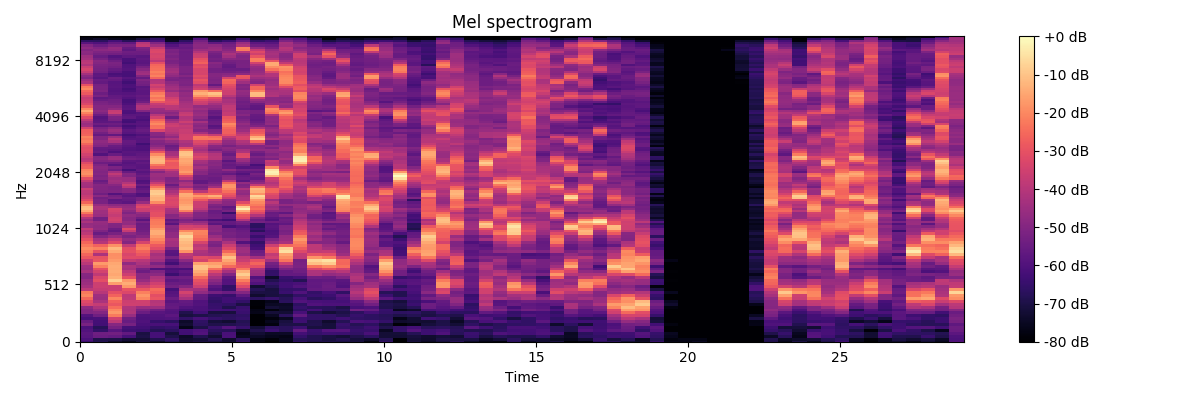 Mel spectrogram
8192
4096
2048
1024
512
0
Hz
0 5 10 15 20 25
Time
+0 dB
-10 dB
-20 dB
-30 dB
-40 dB
-50 dB
-60 dB
-70 dB
-80 dB